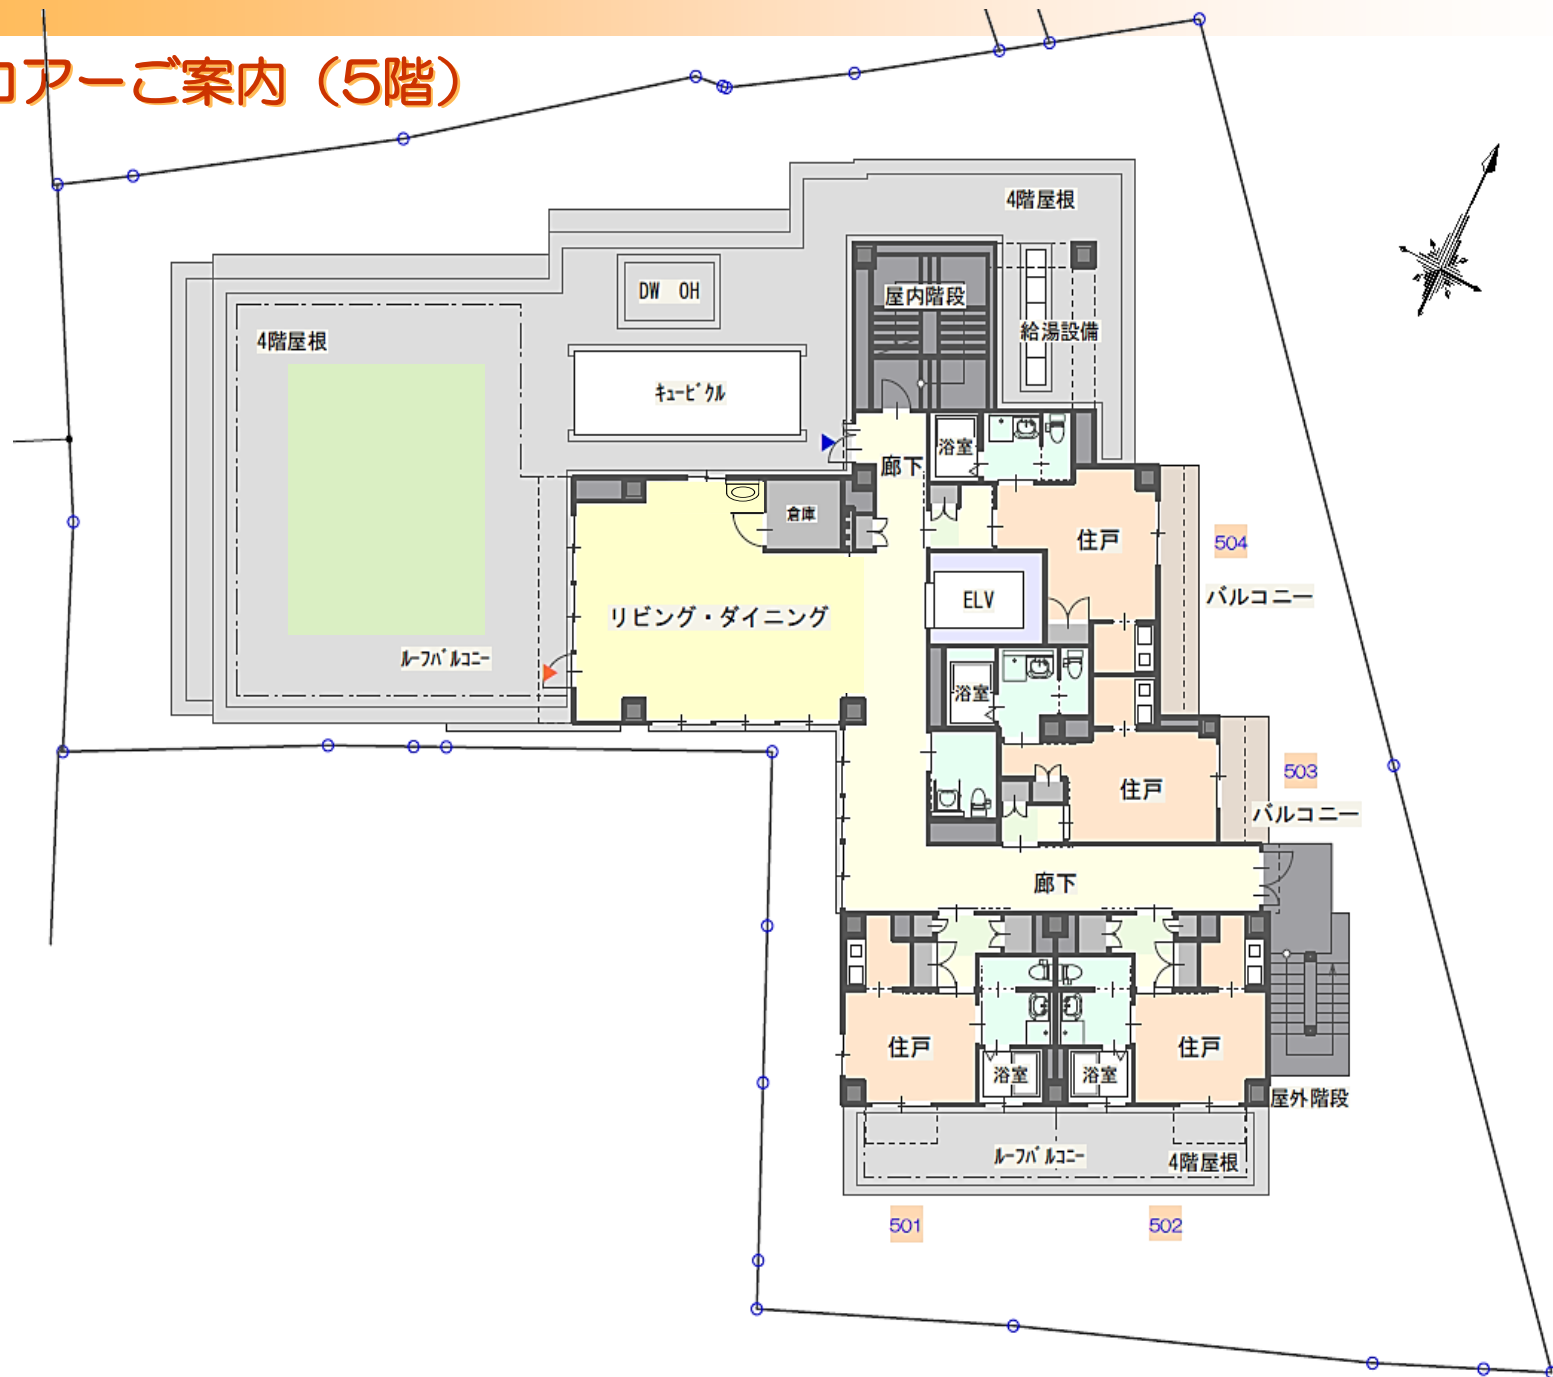 ロアーご案内（5階）
4階屋根
DW OH
屋内階段
給湯設備
4階屋根
キュービクル
浴室
廊下
倉庫
住戸
504
バルコニー
ELV
リビング・ダイニング
ルーフバルコニー
浴室
503
住戸
バルコニー
廊下
住戸
住戸
浴室
浴室
屋外階段
ルーフバルコニー
4階屋根
501
502